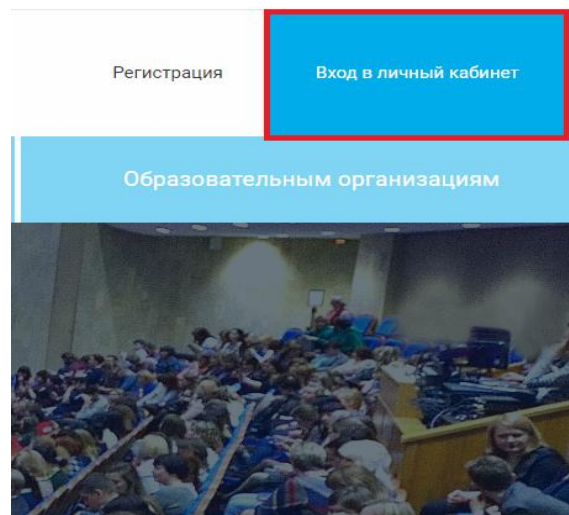 Регистрация
Вход в личный кабинет
Образовательным организациям